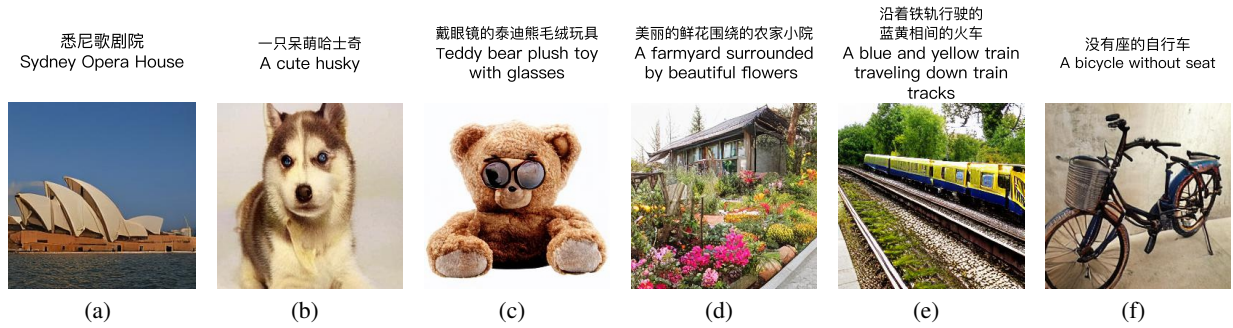 悉尼歌剧院
Sydney Opera House
一只呆萌哈士奇
A cute husky
戴眼镜的泰迪熊毛绒玩具
Teddy bear plush toy
with glasses
美丽的鲜花围绕的农家小院
A farmyard surrounded
by beautiful flowers
沿着铁轨行驶的
蓝黄相间的火车
A blue and yellow train
traveling down train
tracks
没有座的自行车
A bicycle without seat
(a)
(b)
(c)
(d)
(e)
(f)